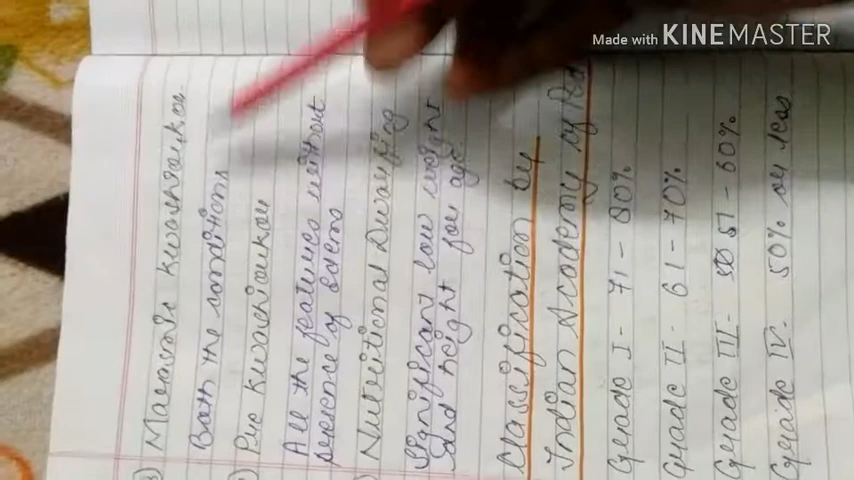 Made with KINEMASTER
3) Marasmic kwashiorkor
Both the conditions
Pre kwashiorkor
All the features without
presence of edema
Nutritional Dwarfing
Significant low weight
and height for age.
Classification by
Indian Academy of
Grade I - 71 - 80%
Grade II - 61 - 70%
Grade III - 51 - 60%
Grade IV. 50% or less